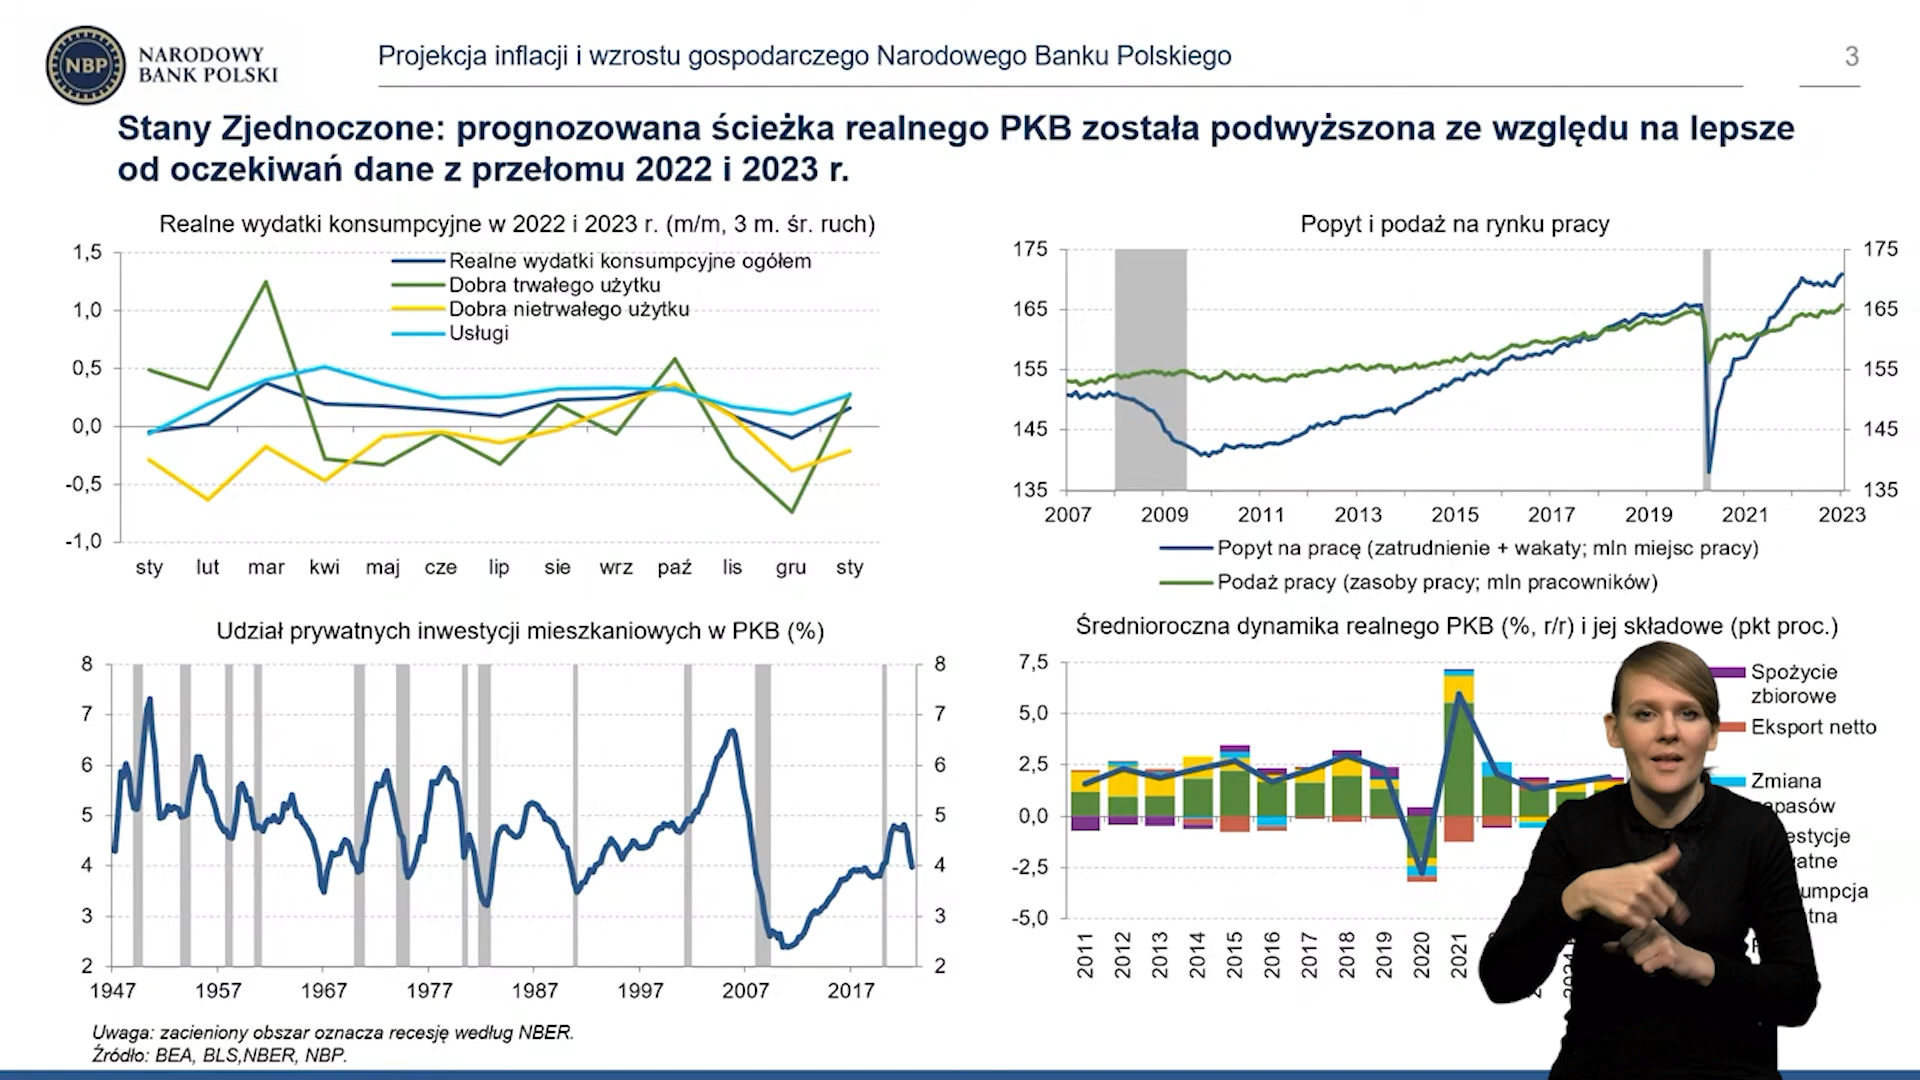 NBP
NARODOWY
BANK POLSKI
Projekcja inflacji i wzrostu gospodarczego Narodowego Banku Polskiego
3
Stany Zjednoczone: prognozowana ścieżka realnego PKB została podwyższona ze względu na lepsze
od oczekiwań dane z przełomu 2022 i 2023 r.
Realne wydatki konsumpcyjne w 2022 i 2023 r. (m/m, 3 m. śr. ruch)
1,5
1,0
0,5
0,0
-0,5
-1,0
Realne wydatki konsumpcyjne ogółem
Dobra trwałego użytku
Dobra nietrwałego użytku
Usługi
sty lut mar kwi maj cze lip sie wrz paź lis gru sty
Popyt i podaż na rynku pracy
175 175
165 165
155 155
145 145
135 135
2007 2009 2011 2013 2015 2017 2019 2021 2023
Popyt na pracę (zatrudnienie + wakaty; mln miejsc pracy)
Podaż pracy (zasoby pracy; mln pracowników)
Udział prywatnych inwestycji mieszkaniowych w PKB (%)
8 8
7 7
6 6
5 5
4 4
3 3
2 2
1947 1957 1967 1977 1987 1997 2007 2017
Średnioroczna dynamika realnego PKB (%, r/r) i jej składowe (pkt proc.)
7,5
5,0
2,5
0,0
-2,5
-5,0
2011 2012 2013 2014 2015 2016 2017 2018 2019 2020 2021
Spożycie
zbiorowe
Eksport netto
Zmiana
Uwaga: zacieniony obszar oznacza recesję według NBER.
Źródło: BEA, BLS,NBER, NBP.